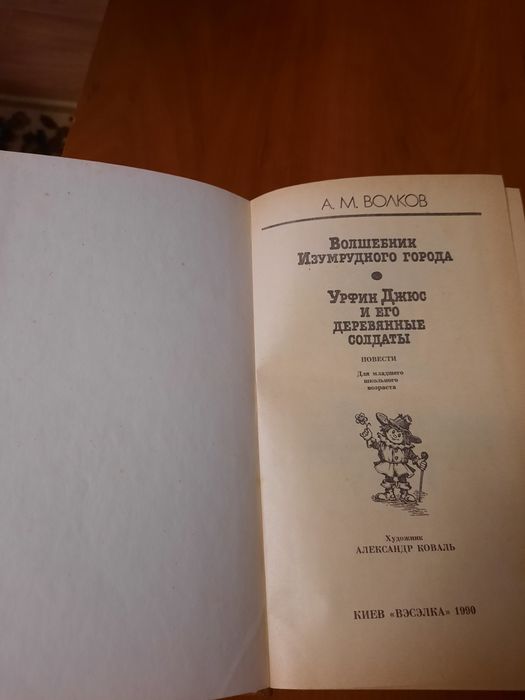 А. М. ВОЛКОВ
ВОЛШЕБНИК
ИЗУМРУДНОГО ГОРОДА
УРФИН ДЖЮС
И ЕГО
ДЕРЕВЯННЫЕ
СОЛДАТЫ
ПОВЕСТИ
Для младшего
школьного
возраста
Художник
АЛЕКСАНДР КОВАЛЬ
КИЕВ «ВЭСЭЛКА» 1990